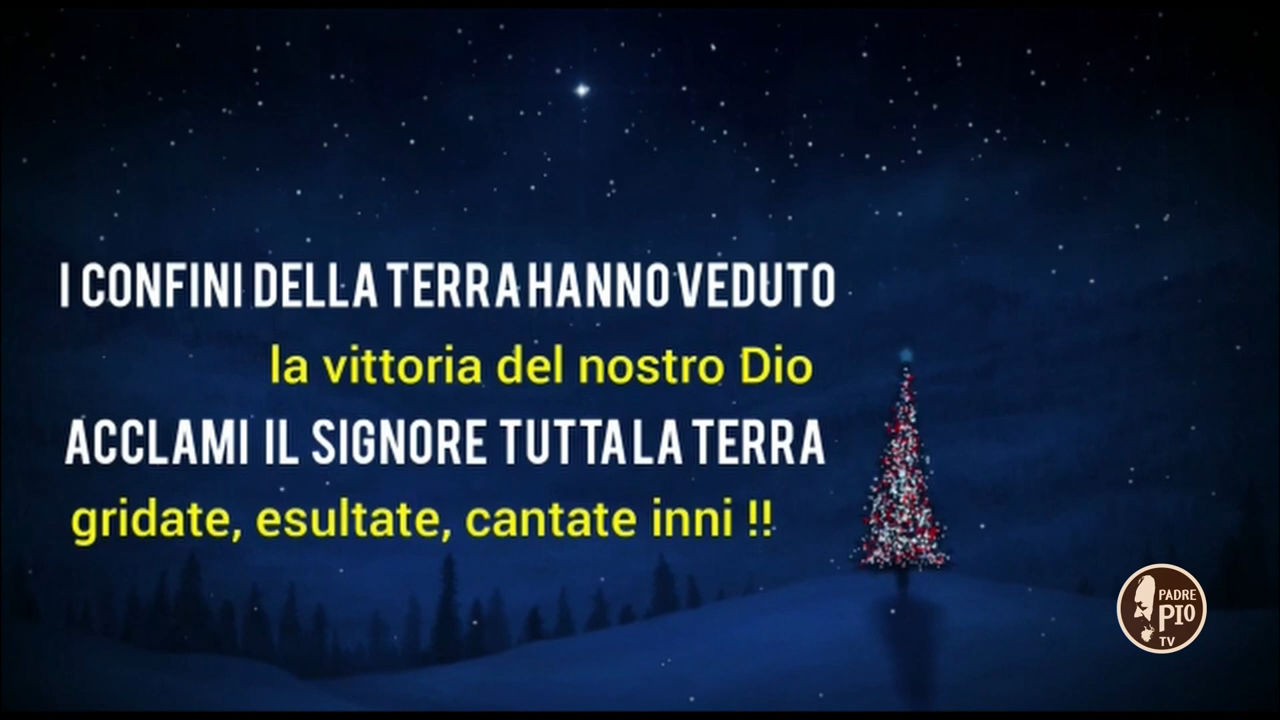 I CONFINI DELLA TERRA HANNO VEDUTO
la vittoria del nostro Dio
ACCLAMI IL SIGNORE TUTTA LA TERRA
gridate, esultate, cantate inni !!
PADRE
PIO
TV